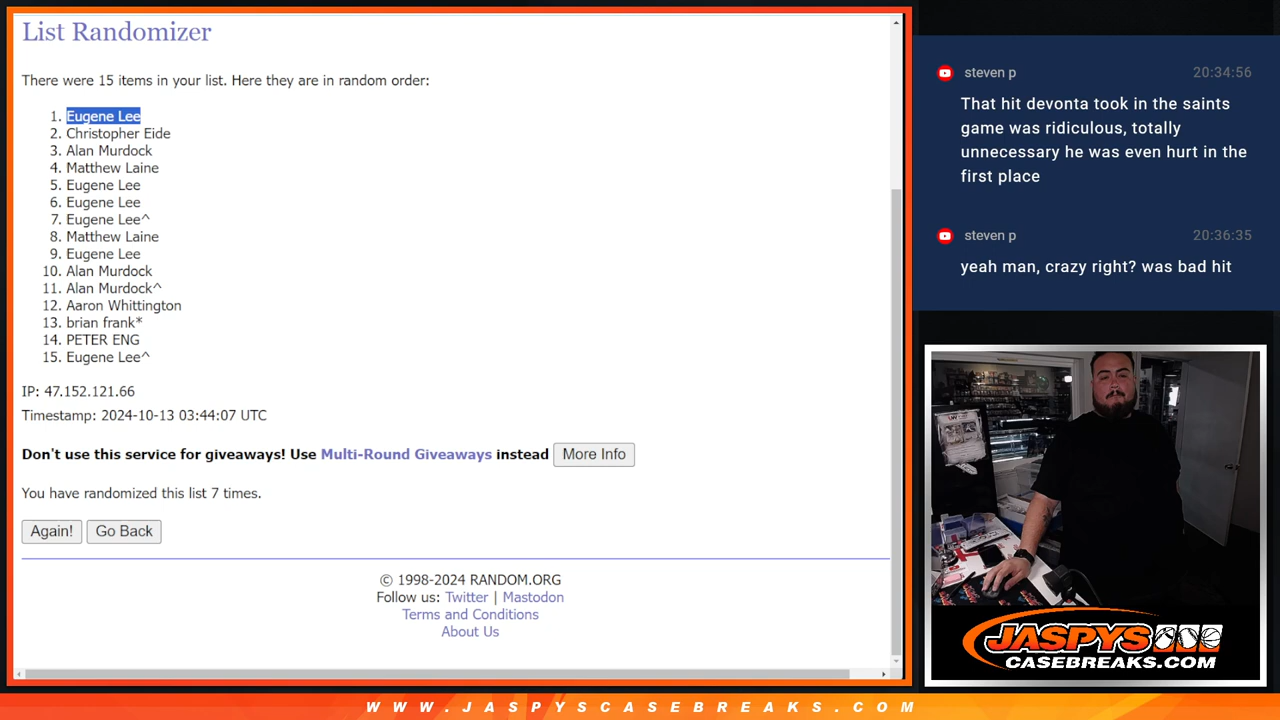 List Randomizer
There were 15 items in your list. Here they are in random order:
1. Eugene Lee
2. Christopher Eide
3. Alan Murdock
4. Matthew Laine
5. Eugene Lee
6. Eugene Lee
7. Eugene Lee^
8. Matthew Laine
9. Eugene Lee
10. Alan Murdock
11. Alan Murdock^
12. Aaron Whittington
13. brian frank*
14. PETER ENG
15. Eugene Lee^
IP: 47.152.121.66
Timestamp: 2024-10-13 03:44:07 UTC
Don't use this service for giveaways! Use Multi-Round Giveaways instead More Info
You have randomized this list 7 times.
Again! Go Back
© 1998-2024 RANDOM.ORG
Follow us: Twitter | Mastodon
Terms and Conditions
About Us
steven p 20:34:56
That hit devonta took in the saints
game was ridiculous, totally
unnecessary he was even hurt in the
first place
steven p 20:36:35
yeah man, crazy right? was bad hit
JASPYS
CASEBREAKS.COM
WWW.JASPYSCASEBREAKS.COM